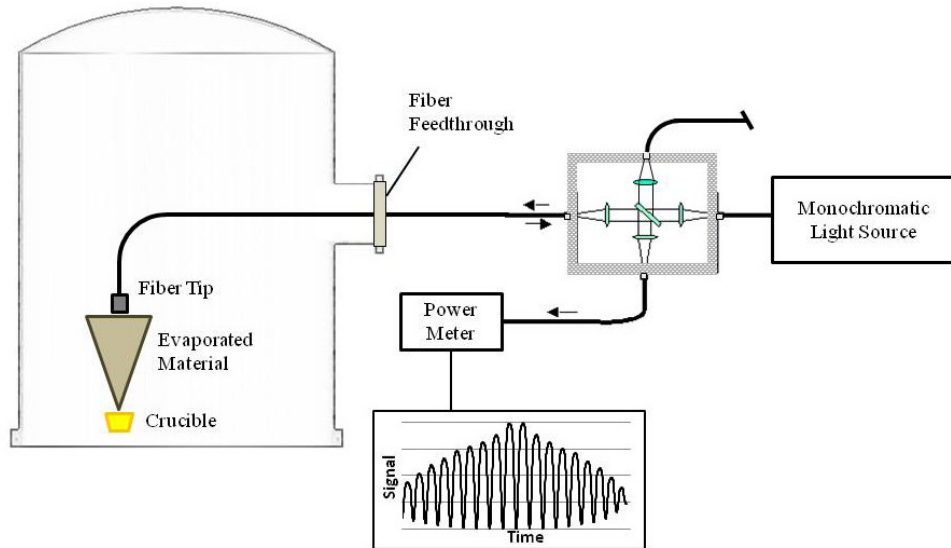 Fiber
Feedthrough
Monochromatic
Light Source
Fiber Tip
Power
Meter
Evaporated
Material
Crucible
Signal
Time